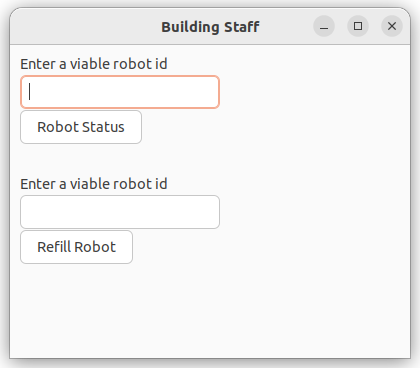 Building Staff
Enter a viable robot id
Robot Status
Enter a viable robot id
Refill Robot